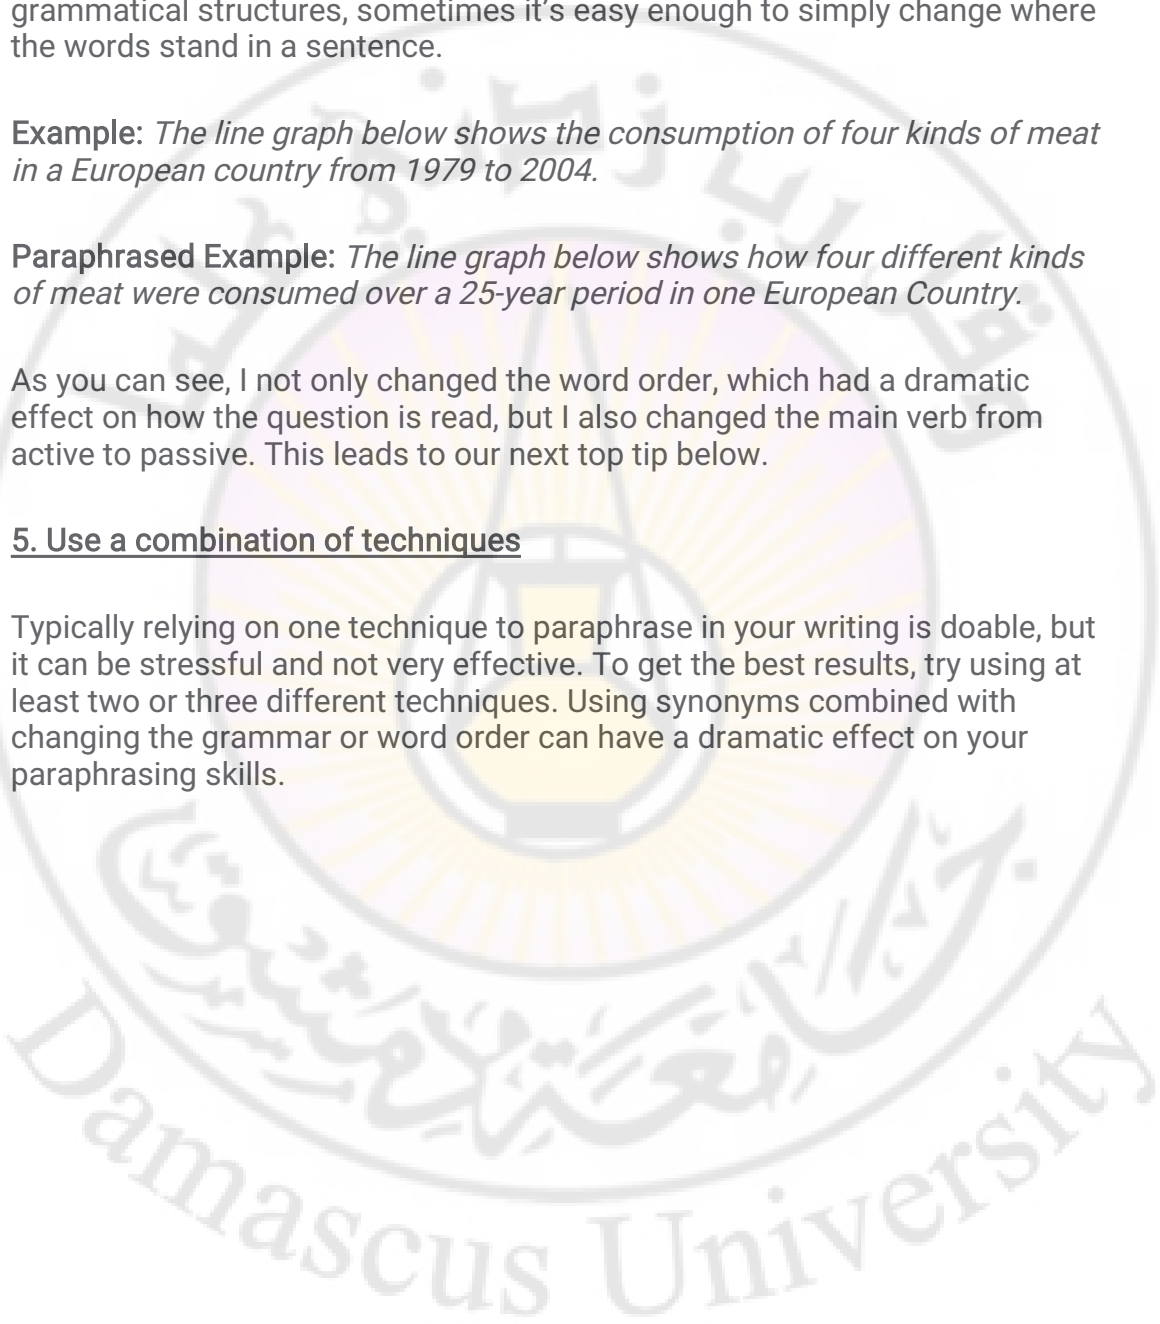 grammatical structures, sometimes it's easy enough to simply change where
the words stand in a sentence.
Example: The line graph below shows the consumption of four kinds of meat
in a European country from 1979 to 2004.
Paraphrased Example: The line graph below shows how four different kinds
of meat were consumed over a 25-year period in one European Country.
As you can see, I not only changed the word order, which had a dramatic
effect on how the question is read, but I also changed the main verb from
active to passive. This leads to our next top tip below.
5. Use a combination of techniques
Typically relying on one technique to paraphrase in your writing is doable, but
it can be stressful and not very effective. To get the best results, try using at
least two or three different techniques. Using synonyms combined with
changing the grammar or word order can have a dramatic effect on your
paraphrasing skills.
وقل رب زدني علما
جامعة دمشق
Damascus University